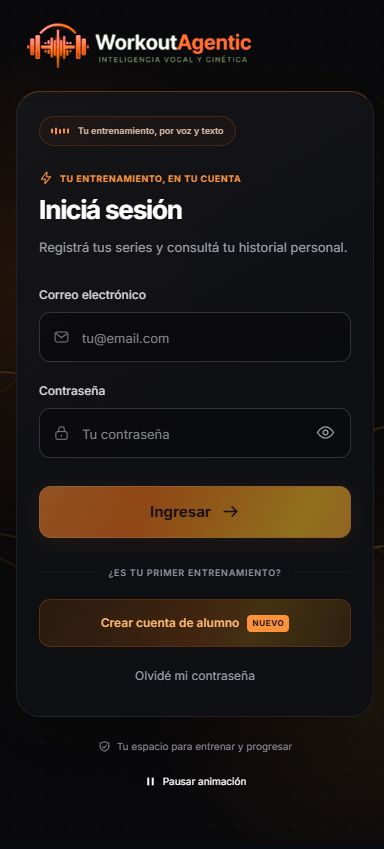 WorkoutAgentic
INTELIGENCIA VOCAL Y CINÉTICA
Tu entrenamiento, por voz y texto
TU ENTRENAMIENTO, EN TU CUENTA
Iniciá sesión
Registrá tus series y consultá tu historial personal.
Correo electrónico
tu@email.com
Contraseña
Tu contraseña
Ingresar →
¿ES TU PRIMER ENTRENAMIENTO?
Crear cuenta de alumno NUEVO
Olvidé mi contraseña
Tu espacio para entrenar y progresar
Pausar animación